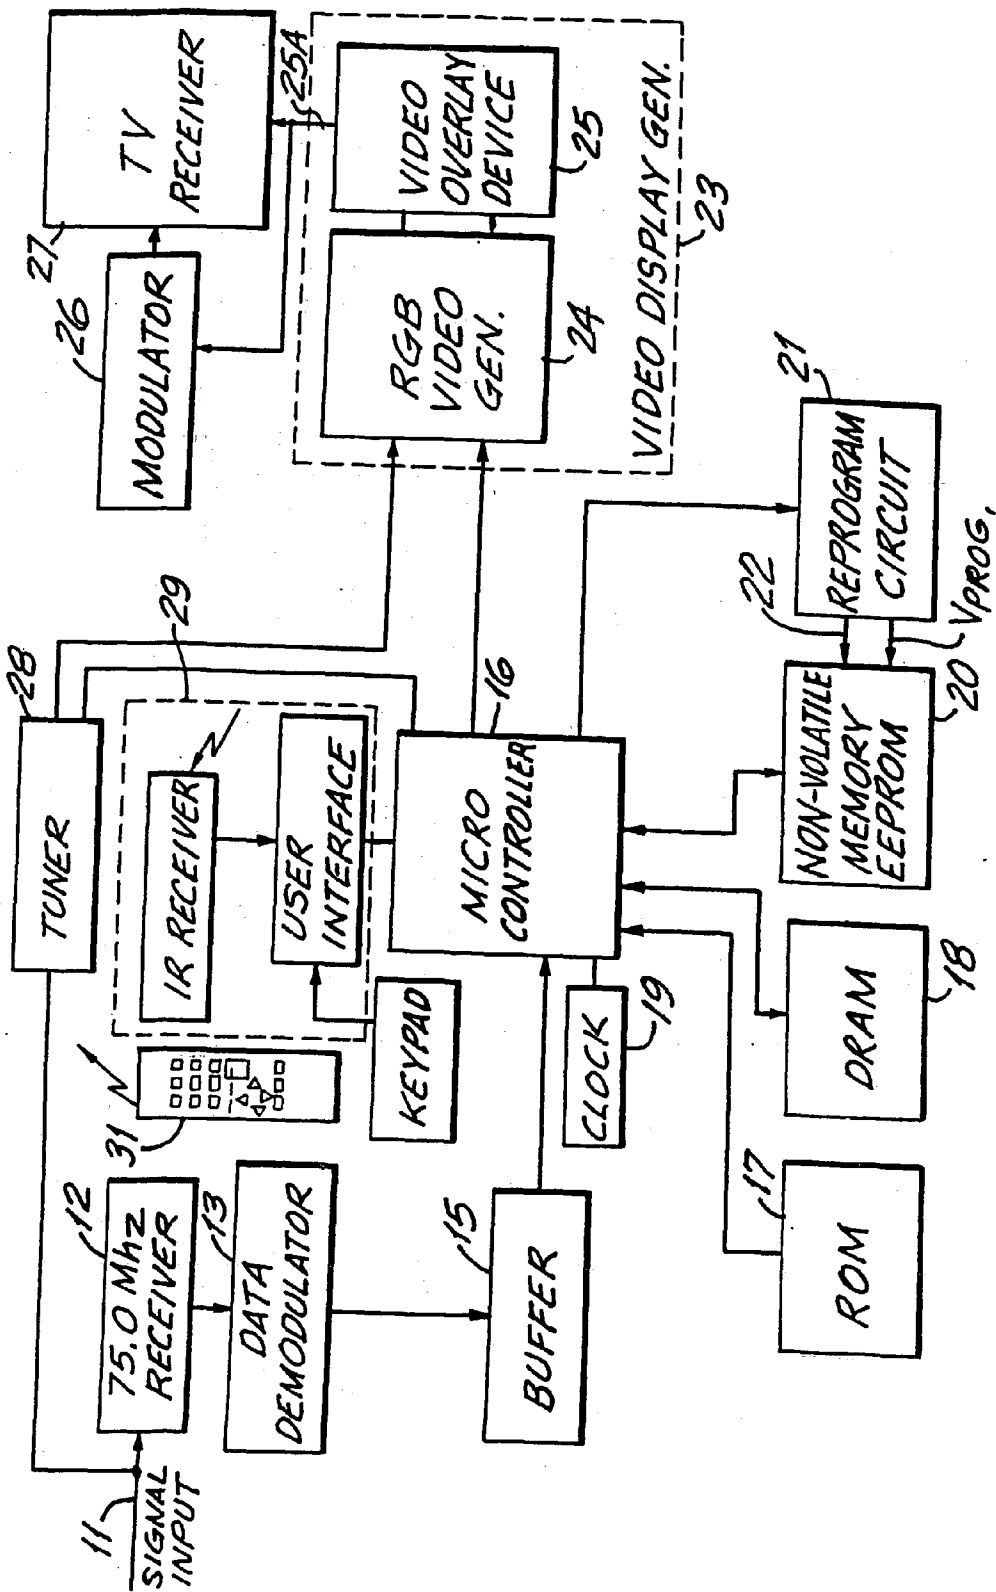 11
SIGNAL
INPUT
12
75.0 Mhz
RECEIVER
13
DATA
DEMODULATOR
15
BUFFER
28
TUNER
31
29
IR RECEIVER
USER
INTERFACE
KEYPAD
16
MICRO
CONTROLLER
CLOCK
19
17
ROM
DRAM
18
NON-VOLATILE
MEMORY
EEPROM
20
22
VPROG.
21
REPROGRAM
CIRCUIT
26
MODULATOR
27
TV
RECEIVER
25A
RGB
VIDEO
GEN.
24
VIDEO
OVERLAY
DEVICE
25
VIDEO DISPLAY GEN.
23